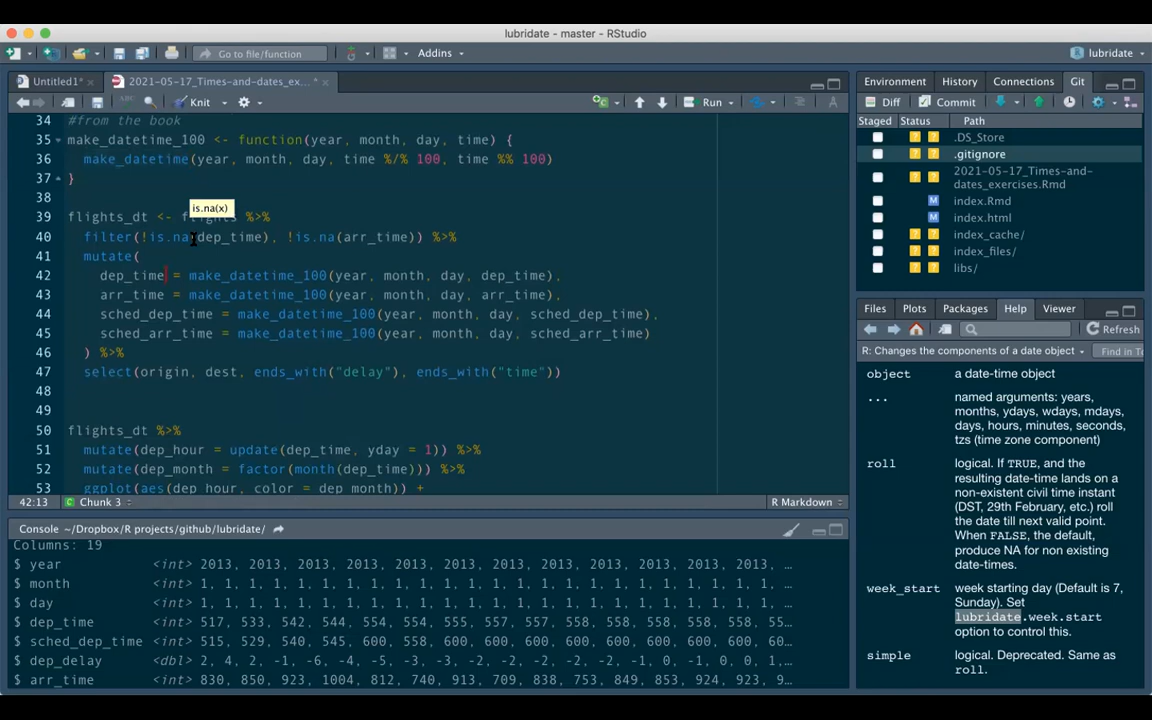 lubridate - master - RStudio
Go to file/function
Addins
lubridate
Untitled1*
2021-05-17_Times-and-dates_ex...*
Knit
Run
34 #from the book
35 make_datetime_100 <- function(year, month, day, time) {
36 make_datetime(year, month, day, time %/% 100, time %% 100)
37 }
38
is.na(x)
39 flights_dt <- flights %>%
40 filter(!is.na(dep_time), !is.na(arr_time)) %>%
41 mutate(
42 dep_time = make_datetime_100(year, month, day, dep_time),
43 arr_time = make_datetime_100(year, month, day, arr_time),
44 sched_dep_time = make_datetime_100(year, month, day, sched_dep_time),
45 sched_arr_time = make_datetime_100(year, month, day, sched_arr_time)
46 ) %>%
47 select(origin, dest, ends_with("delay"), ends_with("time"))
48
49
50 flights_dt %>%
51 mutate(dep_hour = update(dep_time, yday = 1)) %>%
52 mutate(dep_month = factor(month(dep_time))) %>%
53 ggplot(aes(dep_hour, color = dep_month)) +
42:13 Chunk 3 R Markdown
Console ~/Dropbox/R projects/github/lubridate/
Columns: 19
$ year <int> 2013, 2013, 2013, 2013, 2013, 2013, 2013, 2013, 2013, …
$ month <int> 1, 1, 1, 1, 1, 1, 1, 1, 1, 1, 1, 1, 1, 1, 1, 1, 1, 1, …
$ day <int> 1, 1, 1, 1, 1, 1, 1, 1, 1, 1, 1, 1, 1, 1, 1, 1, 1, 1, …
$ dep_time <int> 517, 533, 542, 544, 554, 554, 555, 557, 557, 558, 558, 55…
$ sched_dep_time <int> 515, 529, 540, 545, 600, 558, 600, 600, 600, 600, 600, 60…
$ dep_delay <dbl> 2, 4, 2, -1, -6, -4, -5, -3, -3, -2, -2, -2, -2, -2, -1, 0, -1, 0, 0, 1,…
$ arr_time <int> 830, 850, 923, 1004, 812, 740, 913, 709, 838, 753, 849, 853, 924, 923, 9…
Environment
History
Connections
Git
Diff
Commit
Staged Status Path
.DS_Store
.gitignore
2021-05-17_Times-and-
dates_exercises.Rmd
M index.Rmd
M index.html
index_cache/
index_files/
libs/
Files
Plots
Packages
Help
Viewer
Refresh
R: Changes the components of a date object
Find in To
object a date-time object
... named arguments: years,
months, ydays, wdays, mdays,
days, hours, minutes, seconds,
tzs (time zone component)
roll logical. If TRUE, and the
resulting date-time lands on a
non-existent civil time instant
(DST, 29th February, etc.) roll
the date till next valid point.
When FALSE, the default,
produce NA for non existing
date-times.
week_start week starting day (Default is 7,
Sunday). Set
lubridate.week.start
option to control this.
simple logical. Deprecated. Same as
roll.